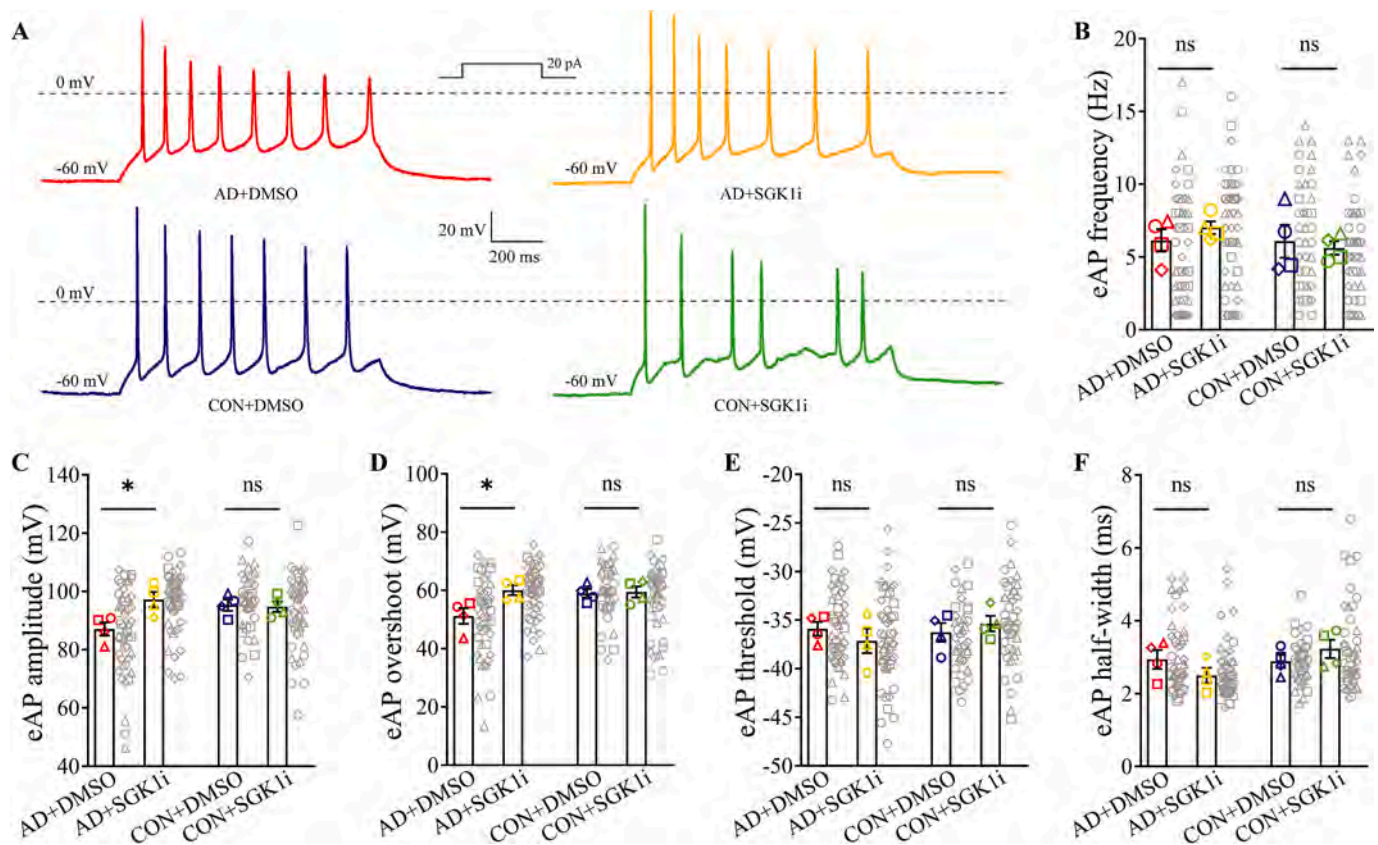 A
0 mV
-60 mV
AD+DMSO
20 pA
-60 mV
AD+SGK1i
0 mV
-60 mV
CON+DMSO
20 mV
200 ms
-60 mV
CON+SGK1i
B
eAP frequency (Hz)
20
15
10
5
0
ns
ns
AD+DMSO
AD+SGK1i
CON+DMSO
CON+SGK1i
C
eAP amplitude (mV)
140
120
100
80
60
40
*
ns
AD+DMSO
AD+SGK1i
CON+DMSO
CON+SGK1i
D
eAP overshoot (mV)
100
80
60
40
20
0
*
ns
AD+DMSO
AD+SGK1i
CON+DMSO
CON+SGK1i
E
eAP threshold (mV)
-20
-25
-30
-35
-40
-45
-50
ns
ns
AD+DMSO
AD+SGK1i
CON+DMSO
CON+SGK1i
F
eAP half-width (ms)
8
6
4
2
0
ns
ns
AD+DMSO
AD+SGK1i
CON+DMSO
CON+SGK1i